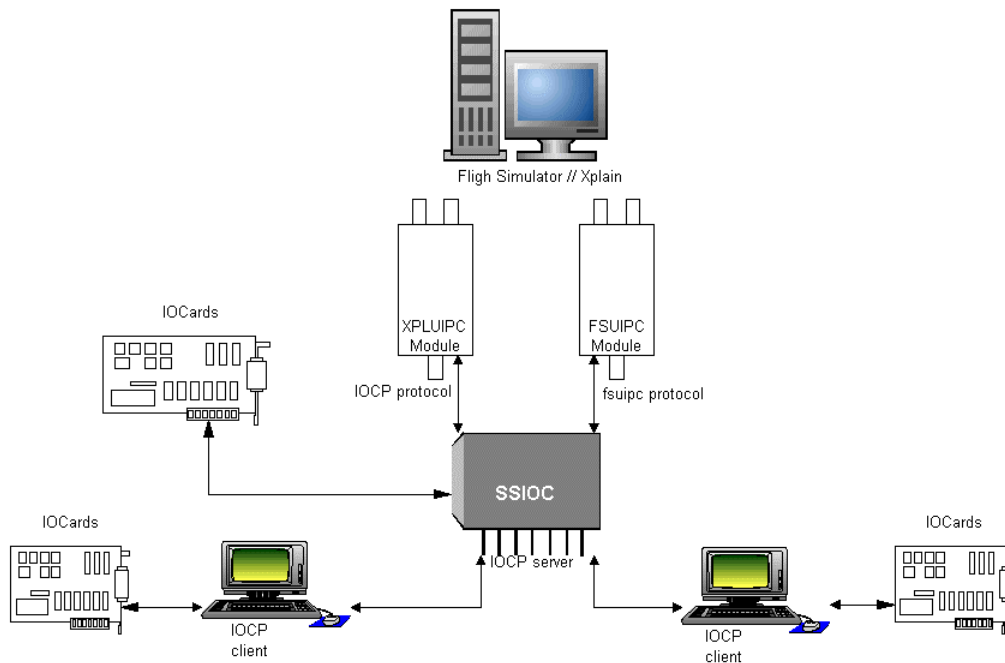 Fligh Simulator // Xplain
XPLUIPC
Module
FSUIPC
Module
IOCards
IOCP protocol
fsuipc protocol
SSIOC
IOCP server
IOCards
IOCards
IOCP
client
IOCP
client